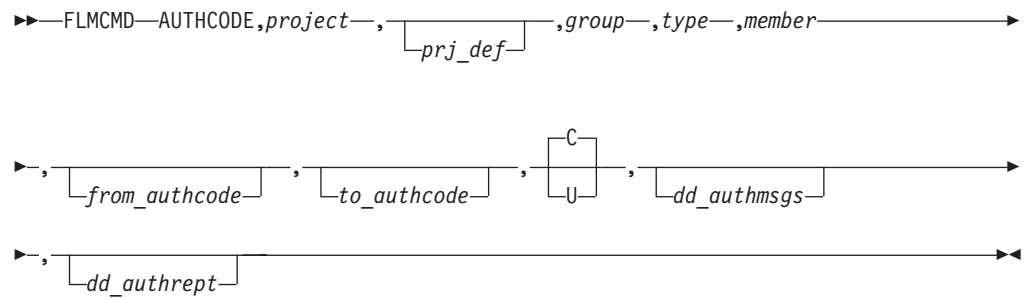 FLMCMD AUTHCODE,project , ,group ,type ,member
prj_def
C
, , , ,
from_authcode to_authcode U dd_authmsgs
,
dd_authrept